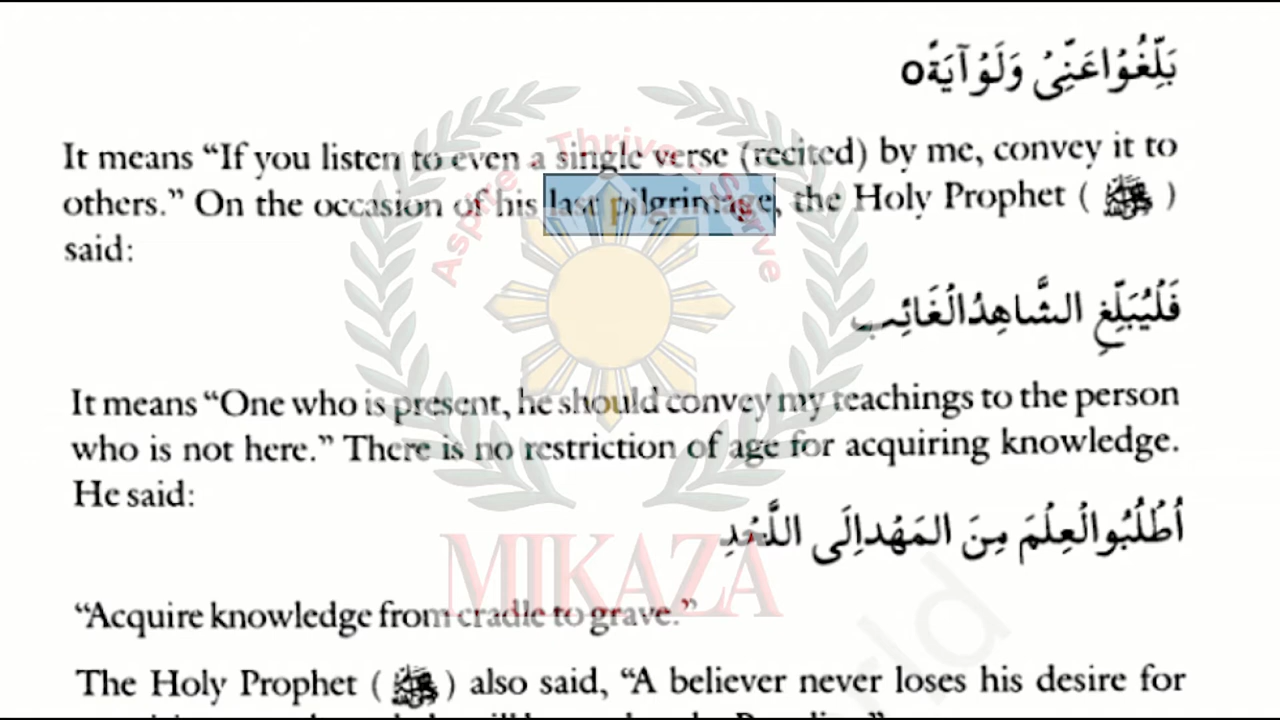 بَلِّغُوْا عَنِّىْ وَلَوْ آيَةً٥
It means “If you listen to even a single verse (recited) by me, convey it to
others.” On the occasion of his last pilgrimage, the Holy Prophet (ﷺ)
said:
فَلْيُبَلِّغِ الشَّاهِدُ الْغَائِب
It means “One who is present, he should convey my teachings to the person
who is not here.” There is no restriction of age for acquiring knowledge.
He said:
اُطْلُبُوا لْعِلْمَ مِنَ الْمَهْدِ اِلَى اللَّحْدِ
“Acquire knowledge from cradle to grave.”
The Holy Prophet (ﷺ) also said, “A believer never loses his desire for
Aspire - Thrive - Serve
MIKAZA